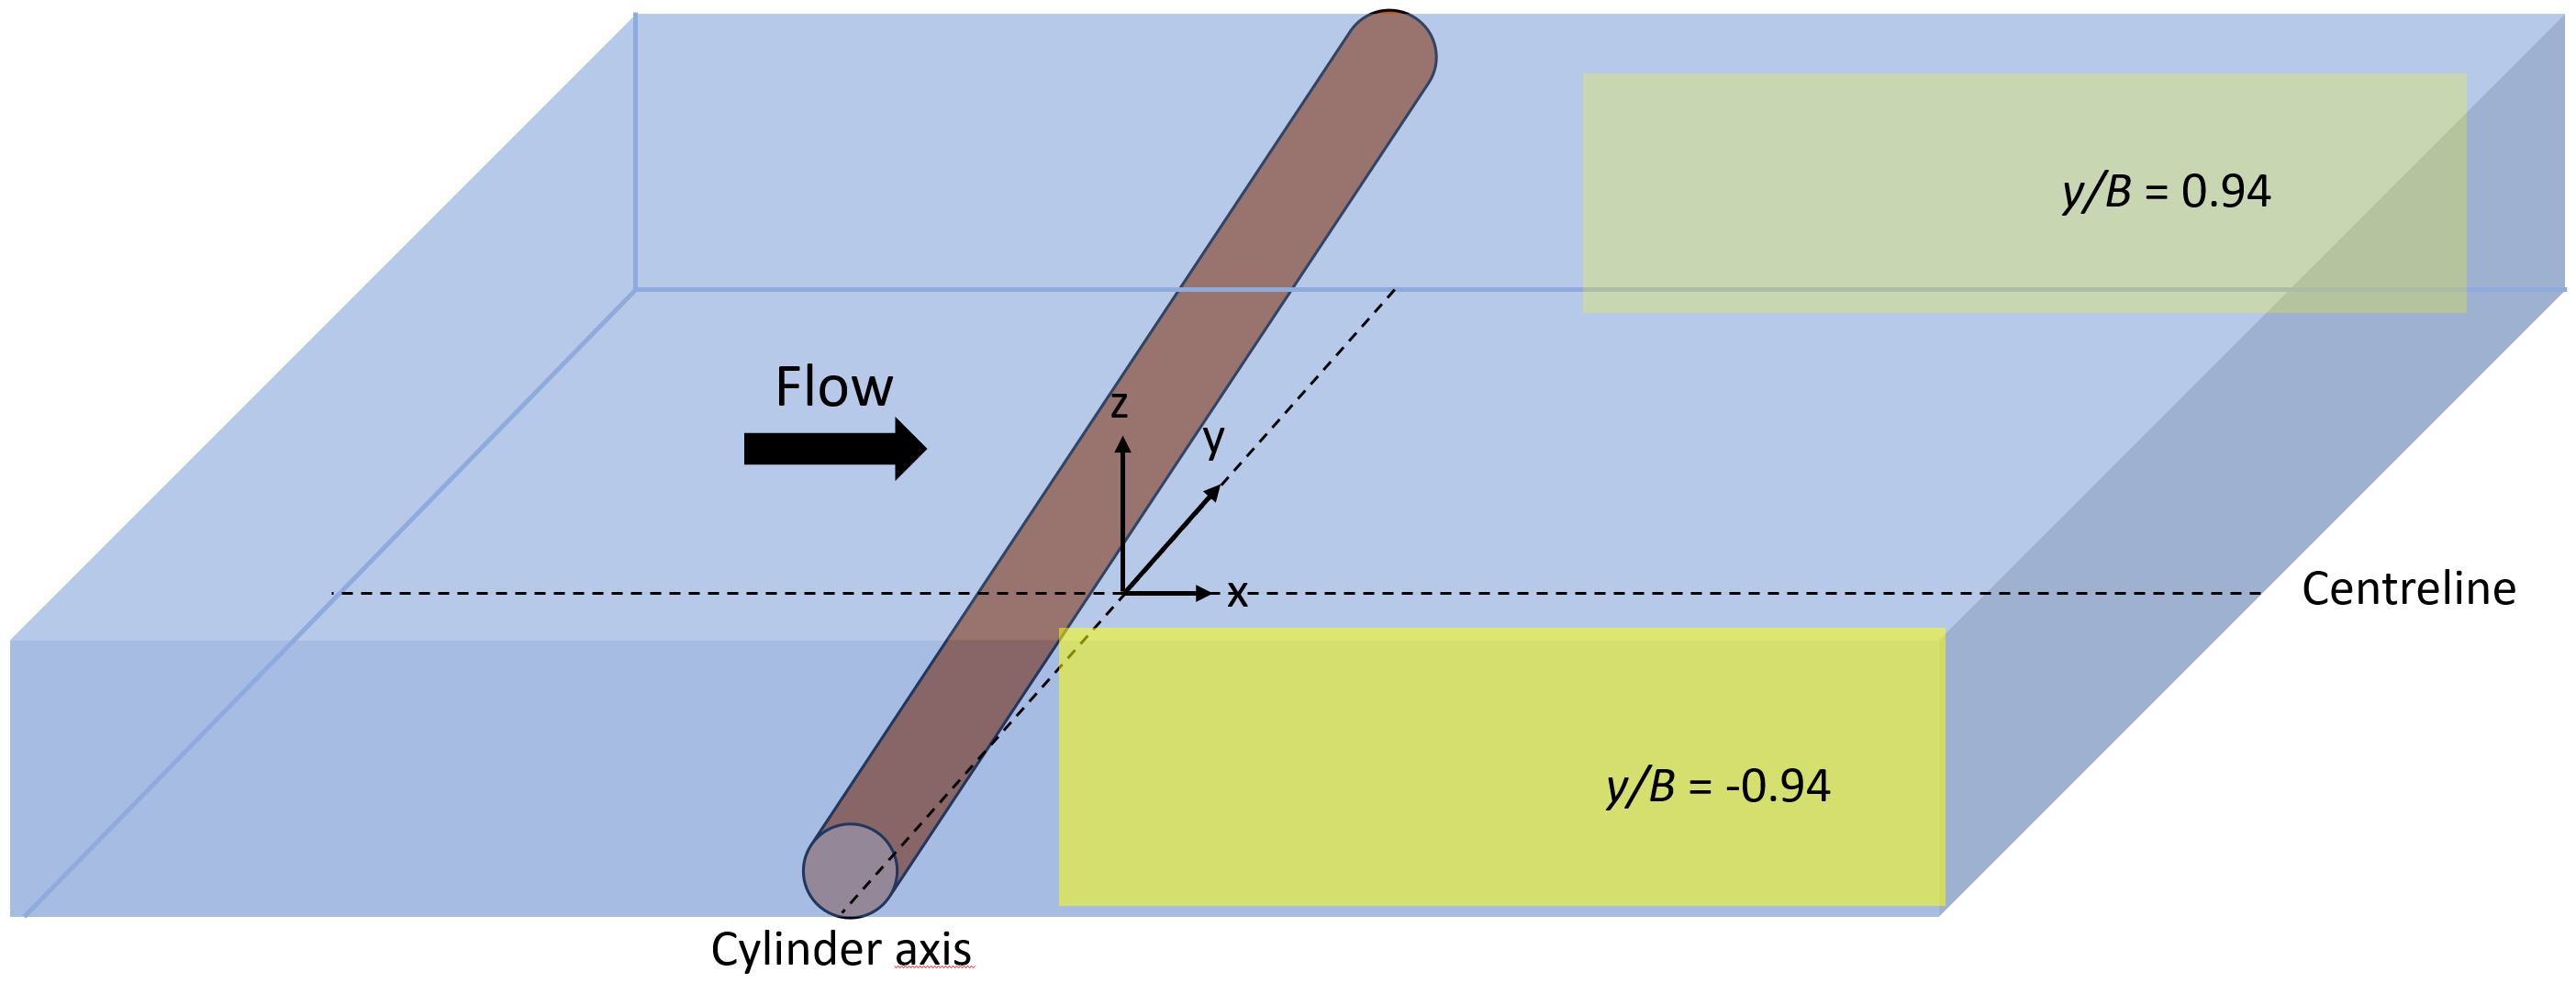 y/B = 0.94
Flow
z
y
x
Centreline
y/B = -0.94
Cylinder axis